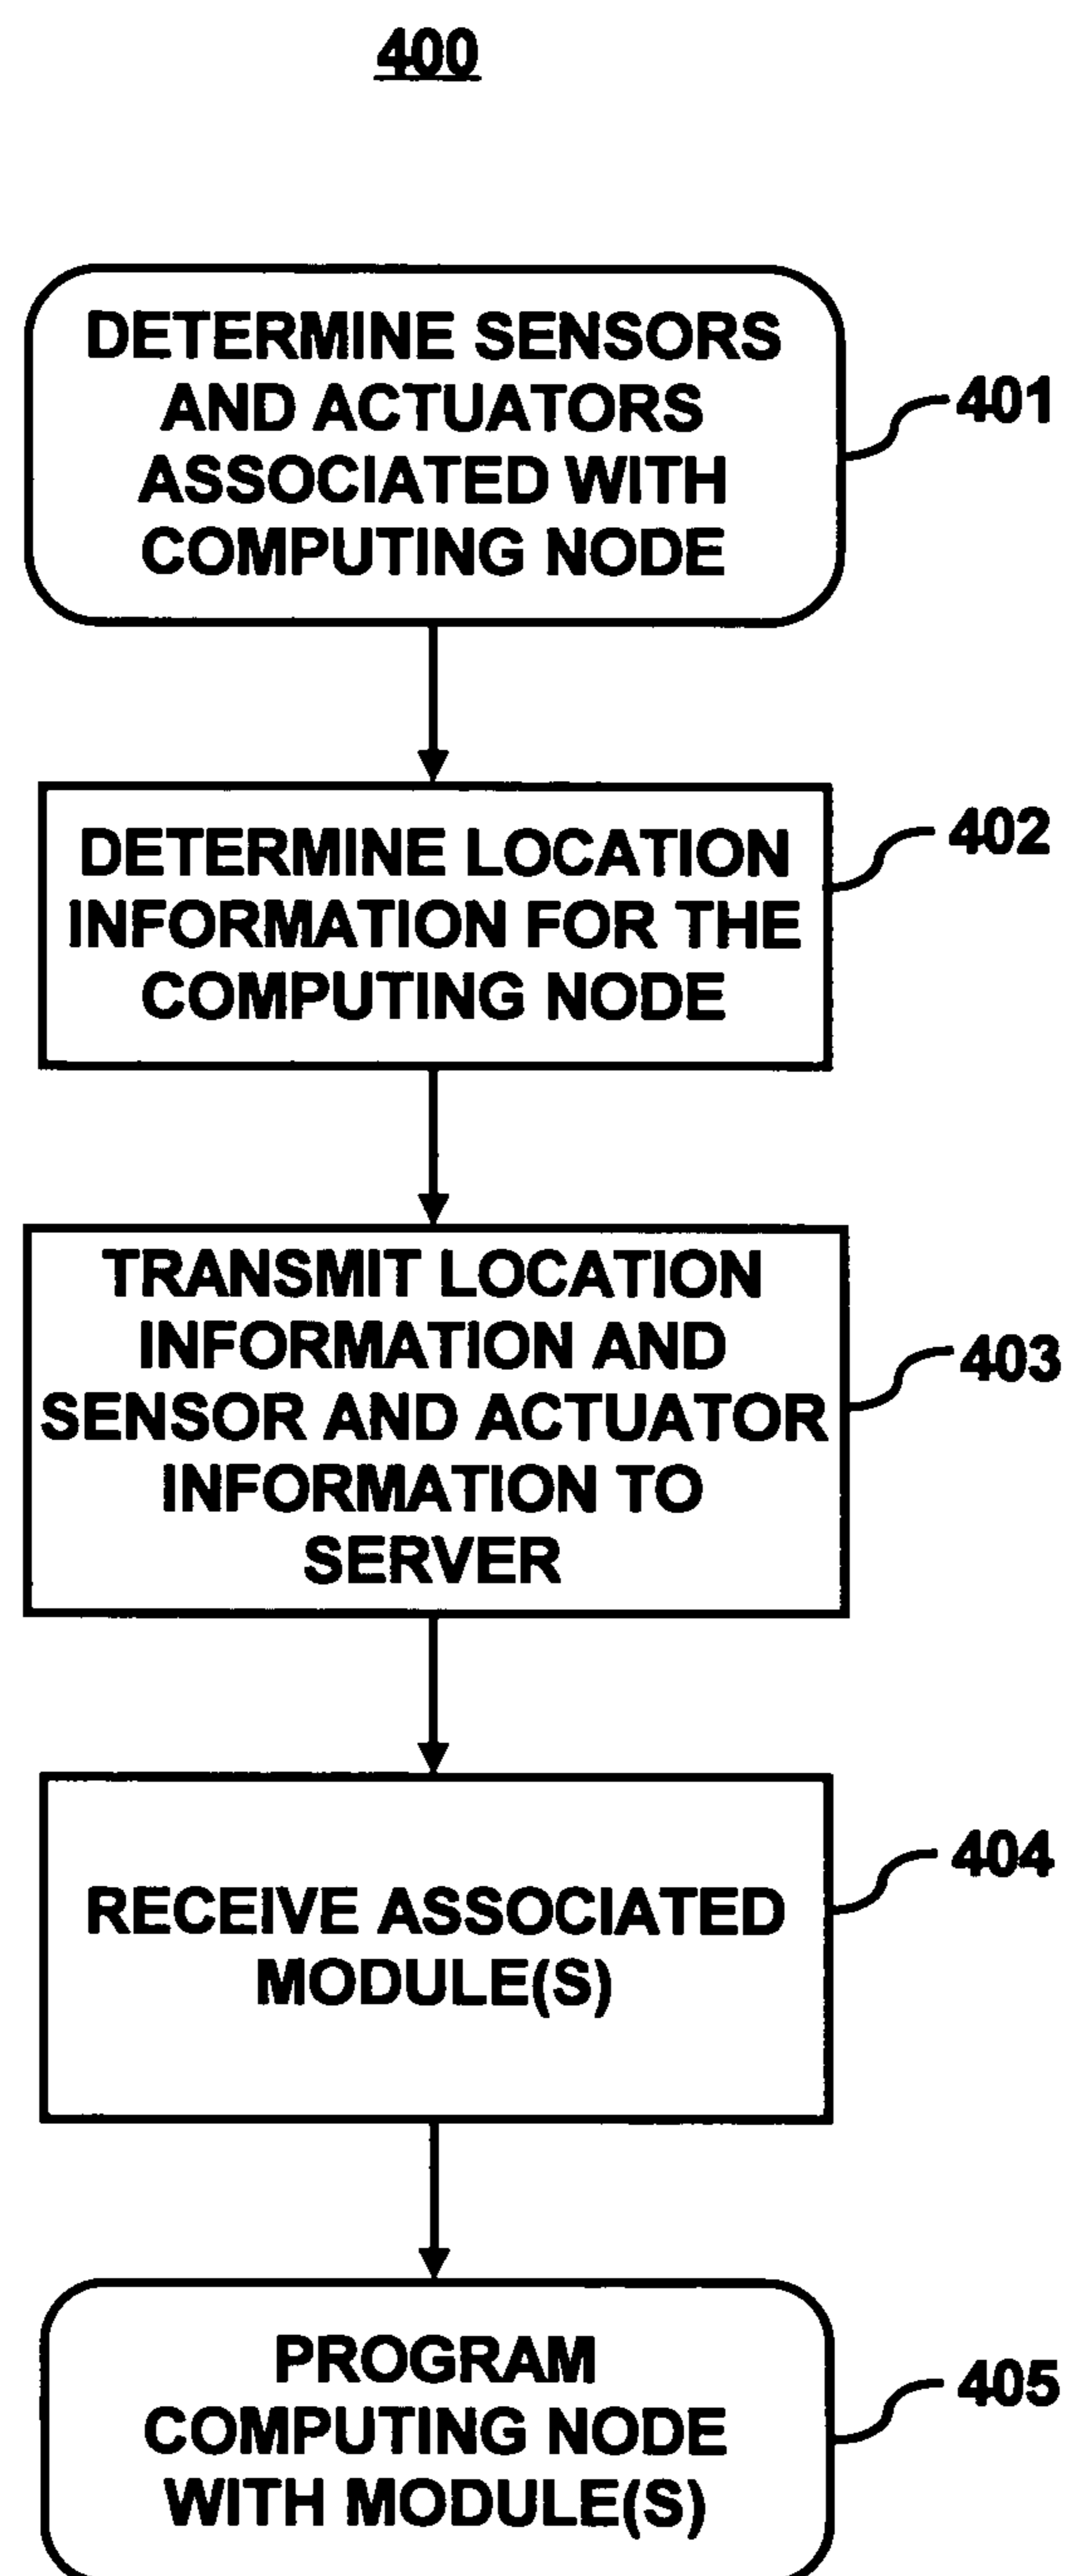 400
DETERMINE SENSORS
AND ACTUATORS
ASSOCIATED WITH
COMPUTING NODE
401
DETERMINE LOCATION
INFORMATION FOR THE
COMPUTING NODE
402
TRANSMIT LOCATION
INFORMATION AND
SENSOR AND ACTUATOR
INFORMATION TO
SERVER
403
RECEIVE ASSOCIATED
MODULE(S)
404
PROGRAM
COMPUTING NODE
WITH MODULE(S)
405